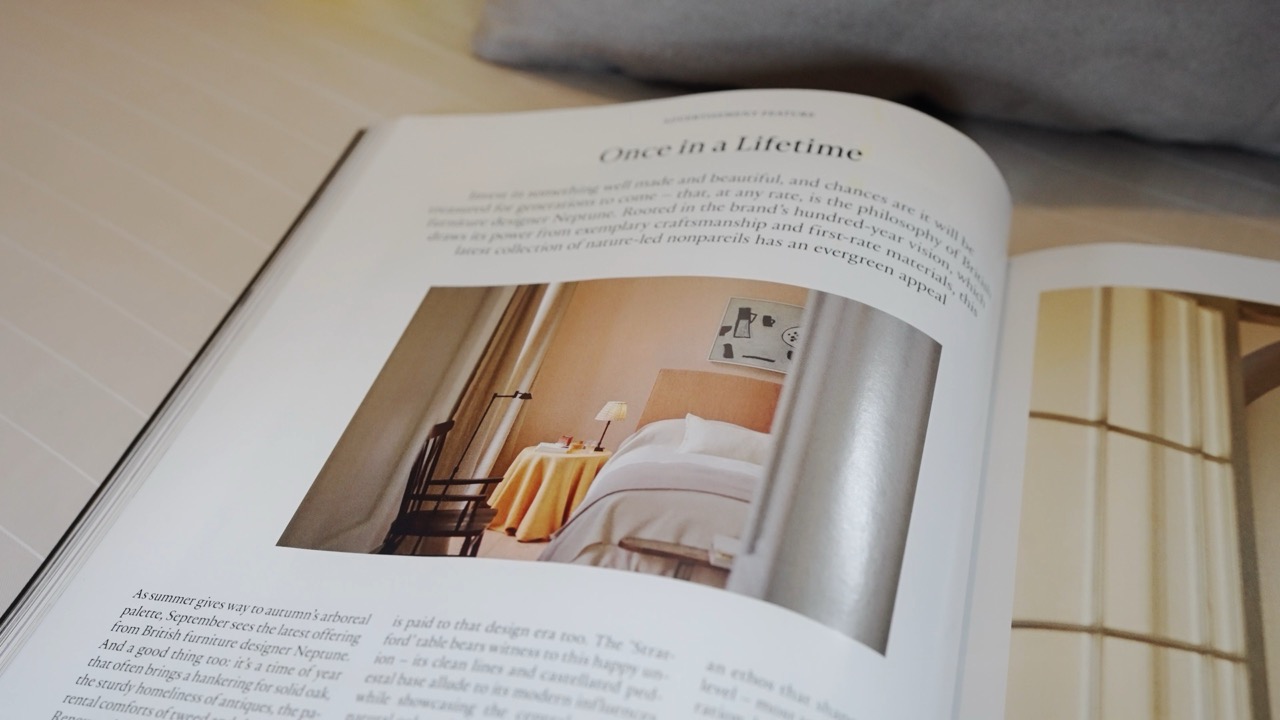 ADVERTISEMENT FEATURE
Once in a Lifetime
Invest in something well made and beautiful, and chances are it will be
treasured for generations to come – that, at any rate, is the philosophy of British
furniture designer Neptune. Rooted in the brand's hundred-year vision, which
draws its power from exemplary craftsmanship and first-rate materials, this
latest collection of nature-led nonpareils has an evergreen appeal
As summer gives way to autumn's arboreal
palette, September sees the latest offering
from British furniture designer Neptune.
And a good thing too: it's a time of year
that often brings a hankering for solid oak,
the sturdy homeliness of antiques, the pa-
rental comforts of tweed and
is paid to that design era too. The 'Strat-
ford' table bears witness to this happy un-
ion – its clean lines and castellated ped-
estal base allude to its modern influences,
while showcasing the
an ethos that
level – most